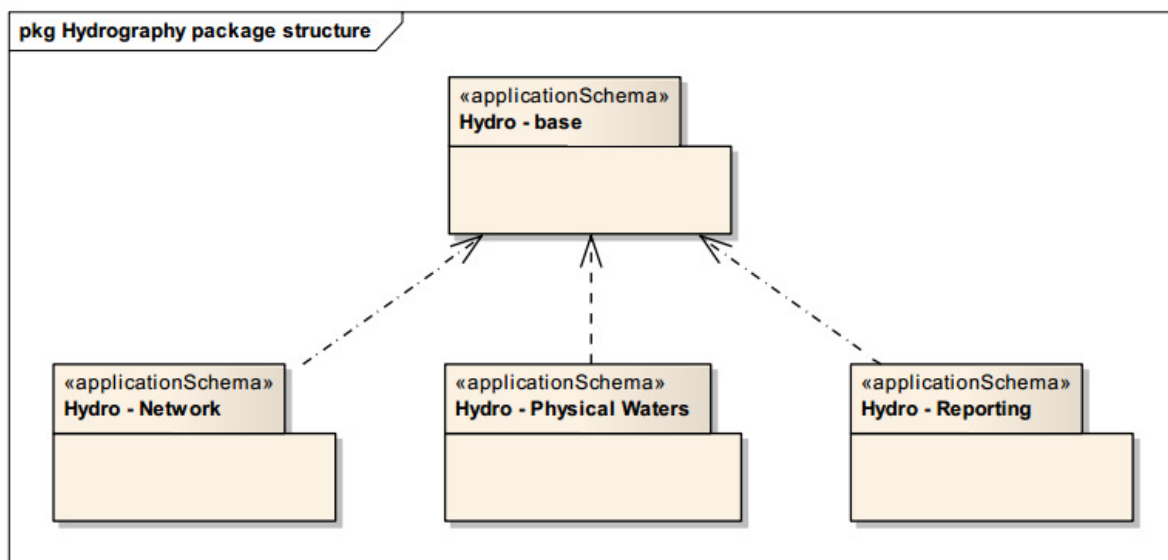 pkg Hydrography package structure
«applicationSchema»
Hydro - base
«applicationSchema»
Hydro - Network
«applicationSchema»
Hydro - Physical Waters
«applicationSchema»
Hydro - Reporting